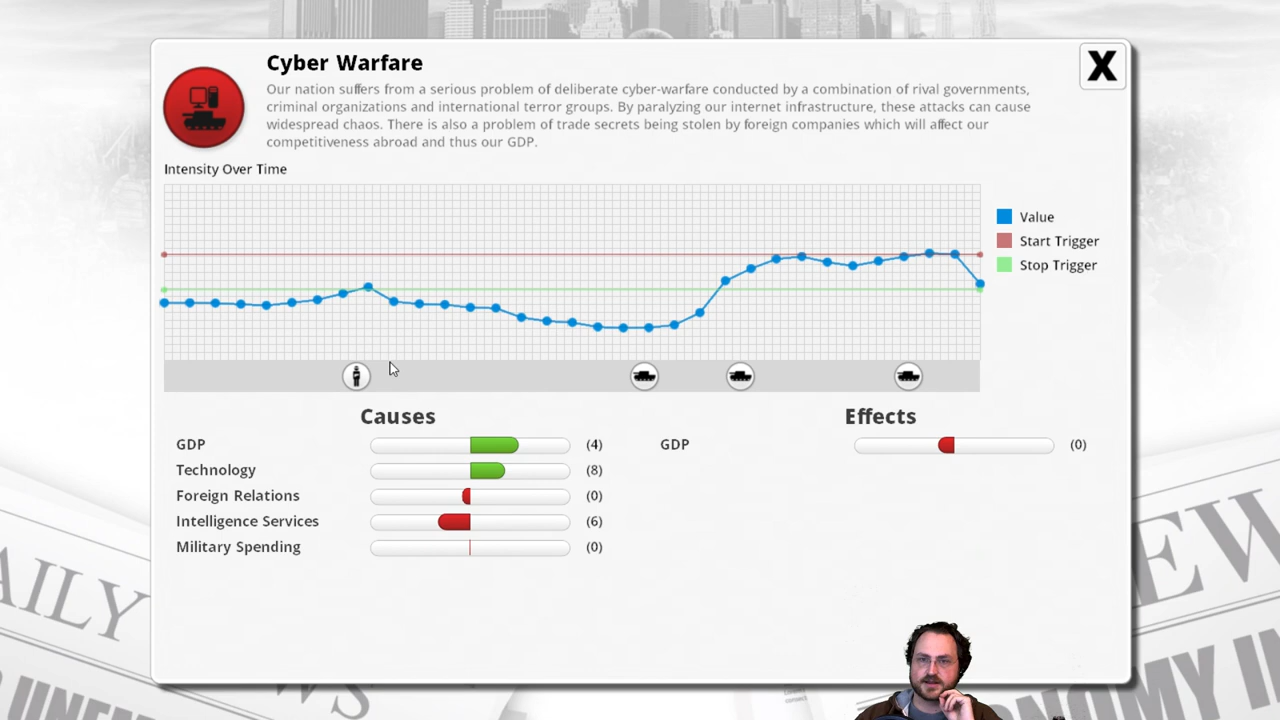 Cyber Warfare
X
Our nation suffers from a serious problem of deliberate cyber-warfare conducted by a combination of rival governments,
criminal organizations and international terror groups. By paralyzing our internet infrastructure, these attacks can cause
widespread chaos. There is also a problem of trade secrets being stolen by foreign companies which will affect our
competitiveness abroad and thus our GDP.
Intensity Over Time
Value
Start Trigger
Stop Trigger
Causes
Effects
GDP (4)
GDP (0)
Technology (8)
Foreign Relations (0)
Intelligence Services (6)
Military Spending (0)